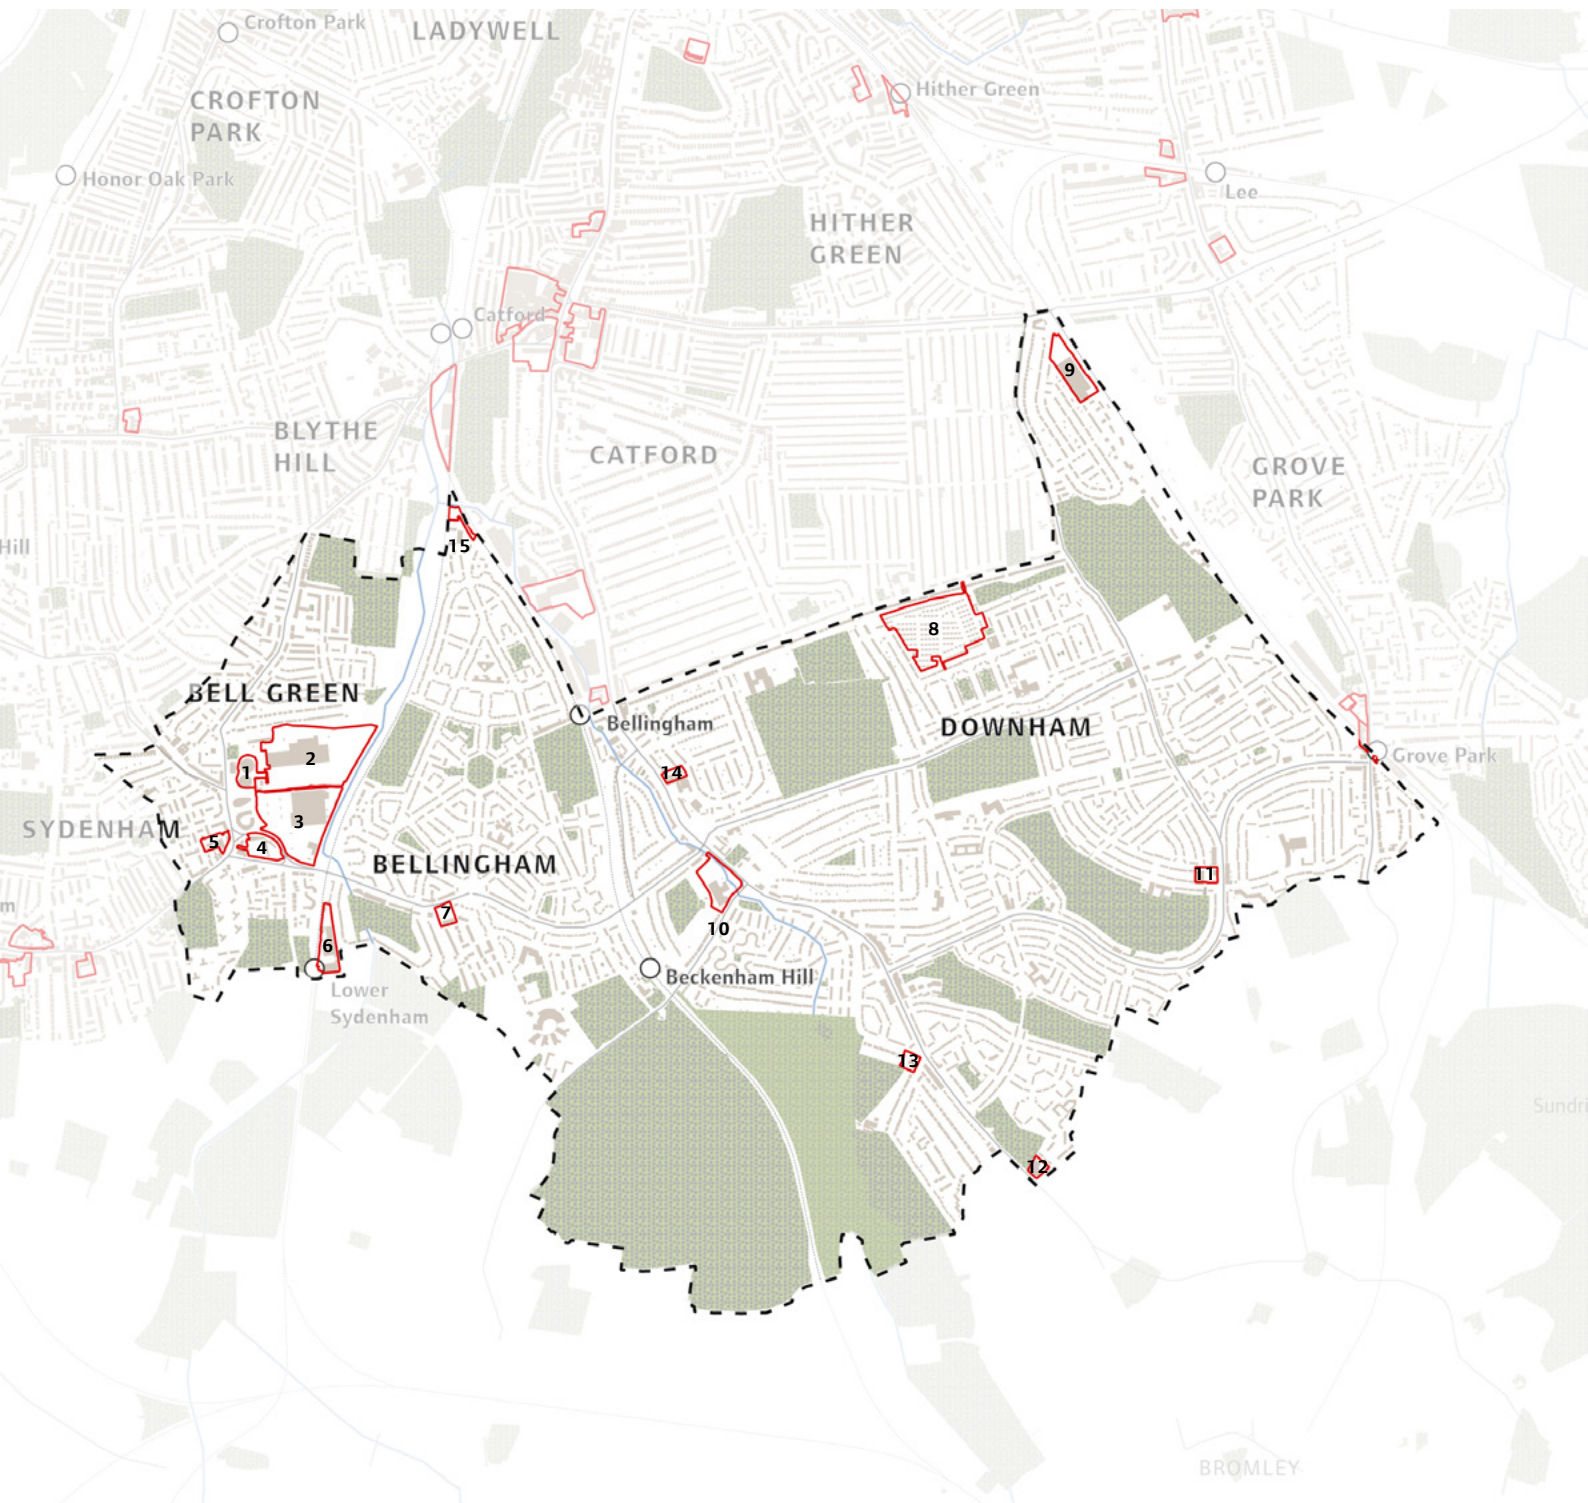 Crofton Park
LADYWELL
CROFTON
PARK
Hither Green
Honor Oak Park
Lee
HITHER
GREEN
Catford
9
BLYTHE
HILL
CATFORD
GROVE
PARK
Hill
15
8
BELL GREEN
Bellingham
DOWNHAM
Grove Park
2
1
14
3
SYDENHAM
5
4
BELLINGHAM
11
m
7
10
6
Beckenham Hill
Lower
Sydenham
13
Sundri
12
BROMLEY